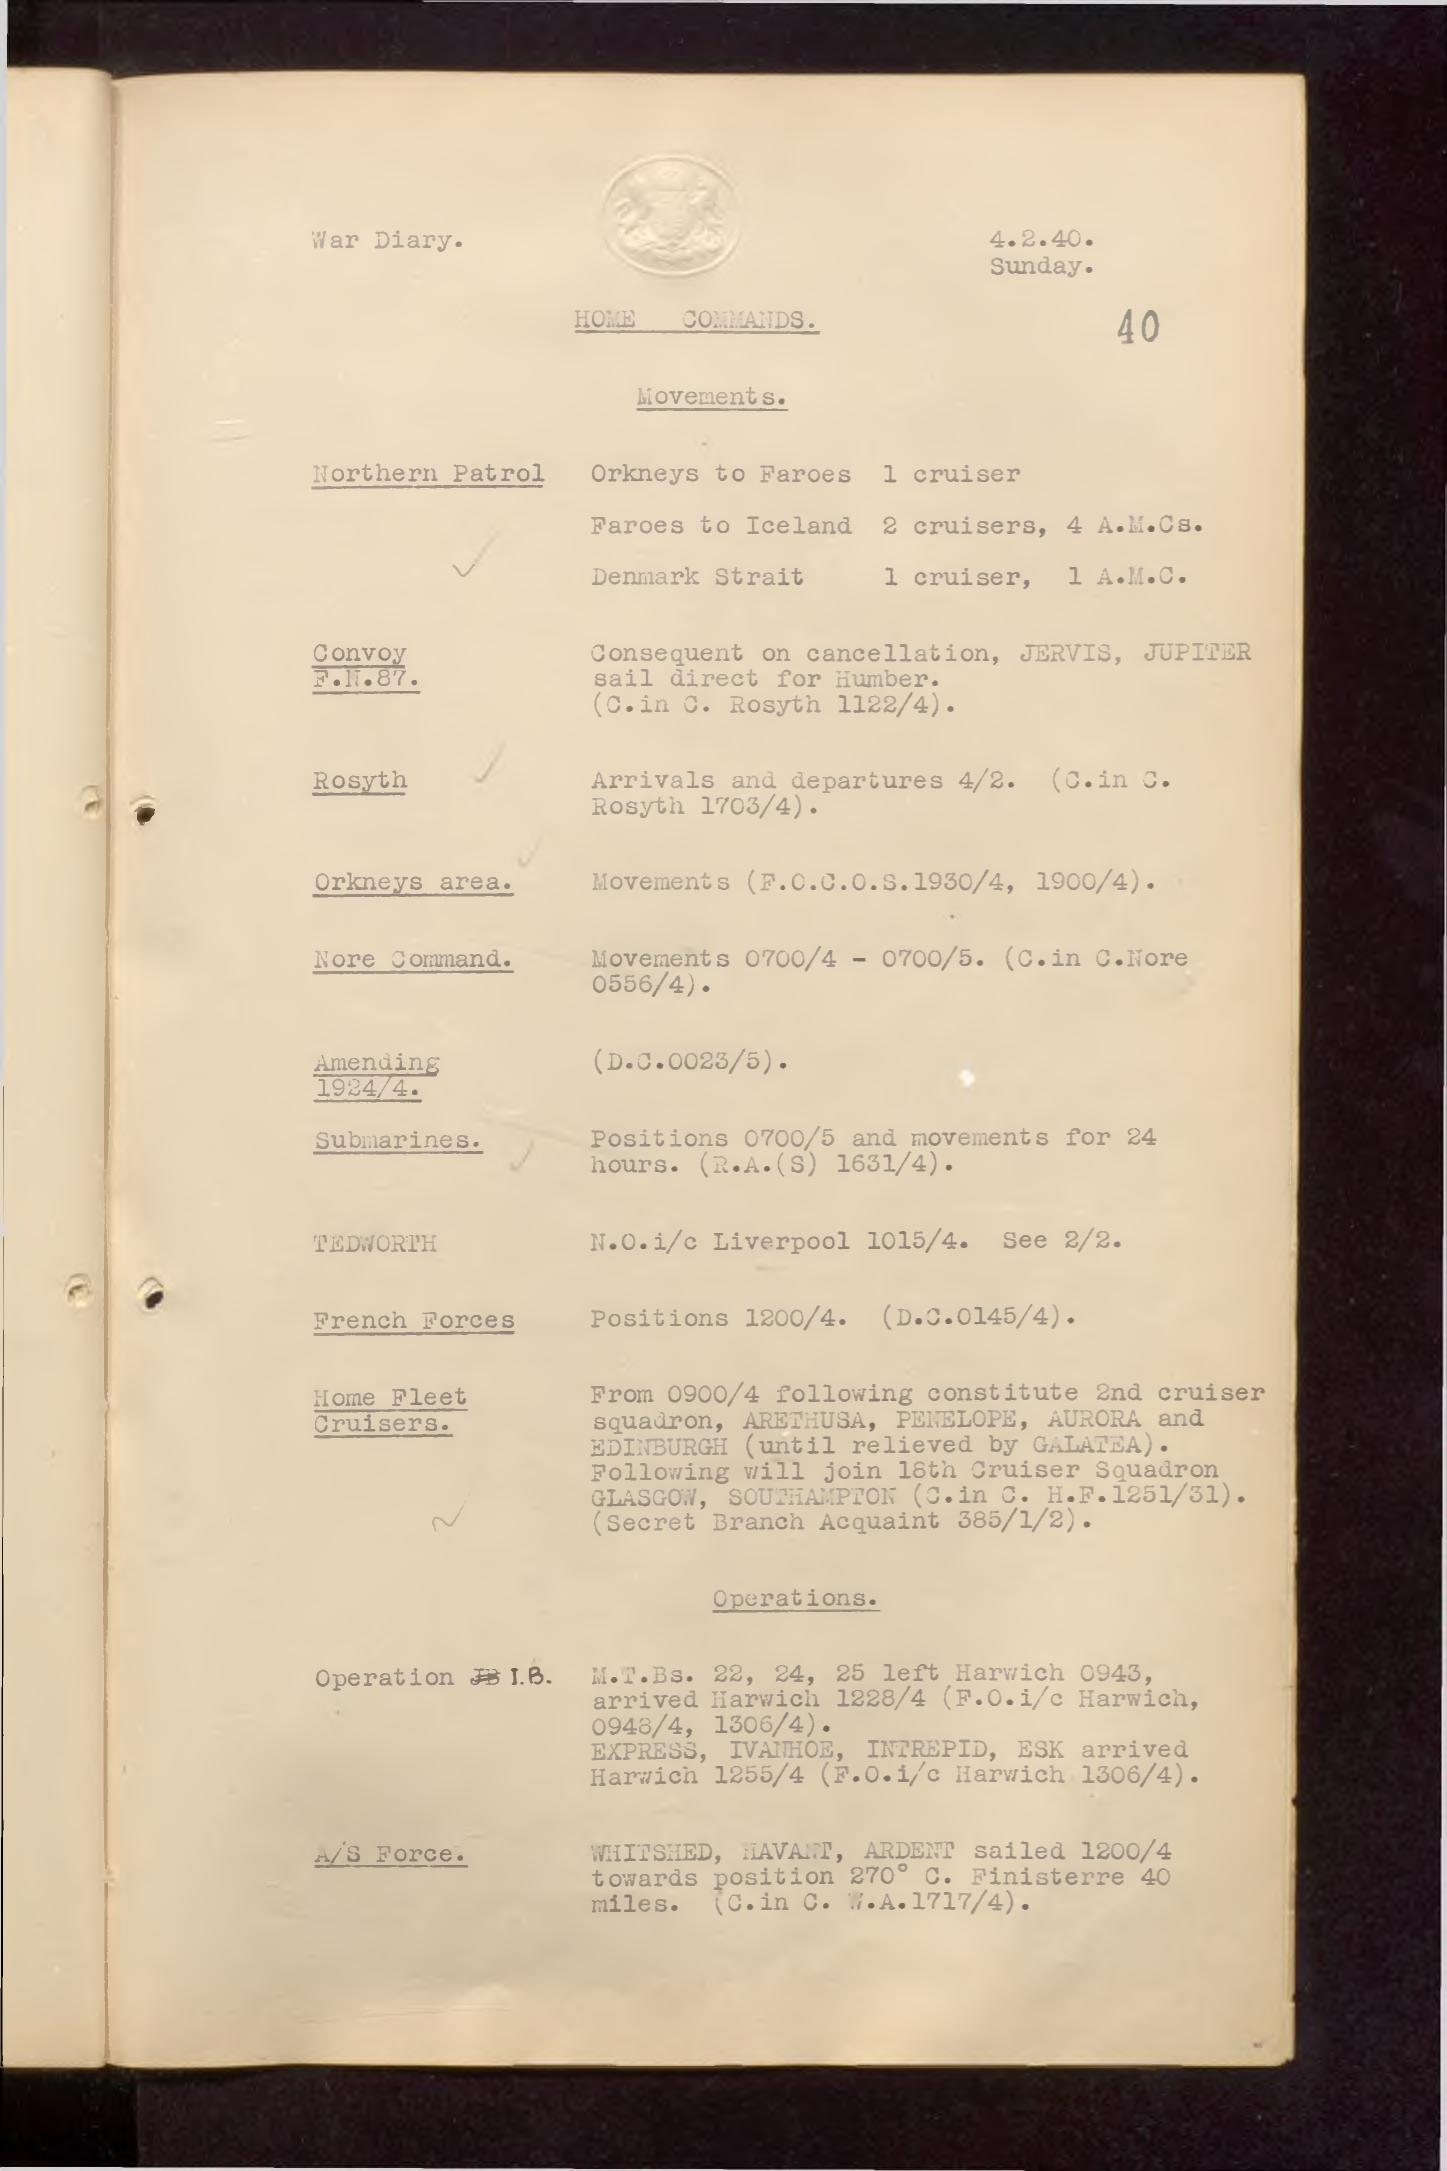 War Diary.
4.2.40.
Sunday.
HOME COMMANDS.
40
Movements.
Northern Patrol Orkneys to Faroes 1 cruiser
Faroes to Iceland 2 cruisers, 4 A.M.Cs.
Denmark Strait 1 cruiser, 1 A.M.C.
Convoy
F.N.87.
Consequent on cancellation, JERVIS, JUPITER
sail direct for Humber.
(C.in C. Rosyth 1122/4).
Rosyth Arrivals and departures 4/2. (C.in C.
Rosyth 1703/4).
Orkneys area. Movements (F.O.C.O.S.1930/4, 1900/4).
Nore Command. Movements 0700/4 - 0700/5. (C.in C.Nore
0556/4).
Amending
1924/4.
(D.C.0023/5).
Submarines. Positions 0700/5 and movements for 24
hours. (R.A.(S) 1631/4).
TEDWORTH N.O.i/c Liverpool 1015/4. See 2/2.
French Forces Positions 1200/4. (D.C.0145/4).
Home Fleet
Cruisers.
From 0900/4 following constitute 2nd cruiser
squadron, ARETHUSA, PENELOPE, AURORA and
EDINBURGH (until relieved by GALATEA).
Following will join 18th Cruiser Squadron
GLASGOW, SOUTHAMPTON (C.in C. H.F.1251/31).
(Secret Branch Acquaint 385/1/2).
Operations.
Operation JB I.B. M.T.Bs. 22, 24, 25 left Harwich 0943,
arrived Harwich 1228/4 (F.O.i/c Harwich,
0948/4, 1306/4).
EXPRESS, IVANHOE, INTREPID, ESK arrived
Harwich 1255/4 (F.O.i/c Harwich 1306/4).
A/S Force. WHITSHED, HAVANT, ARDENT sailed 1200/4
towards position 270° C. Finisterre 40
miles. (C.in C. W.A.1717/4).